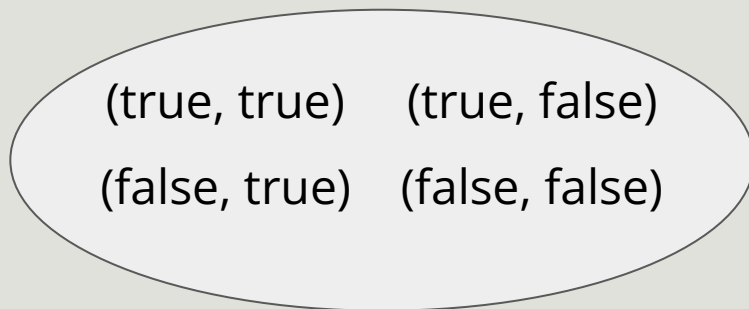 (true, true) (true, false)
(false, true) (false, false)